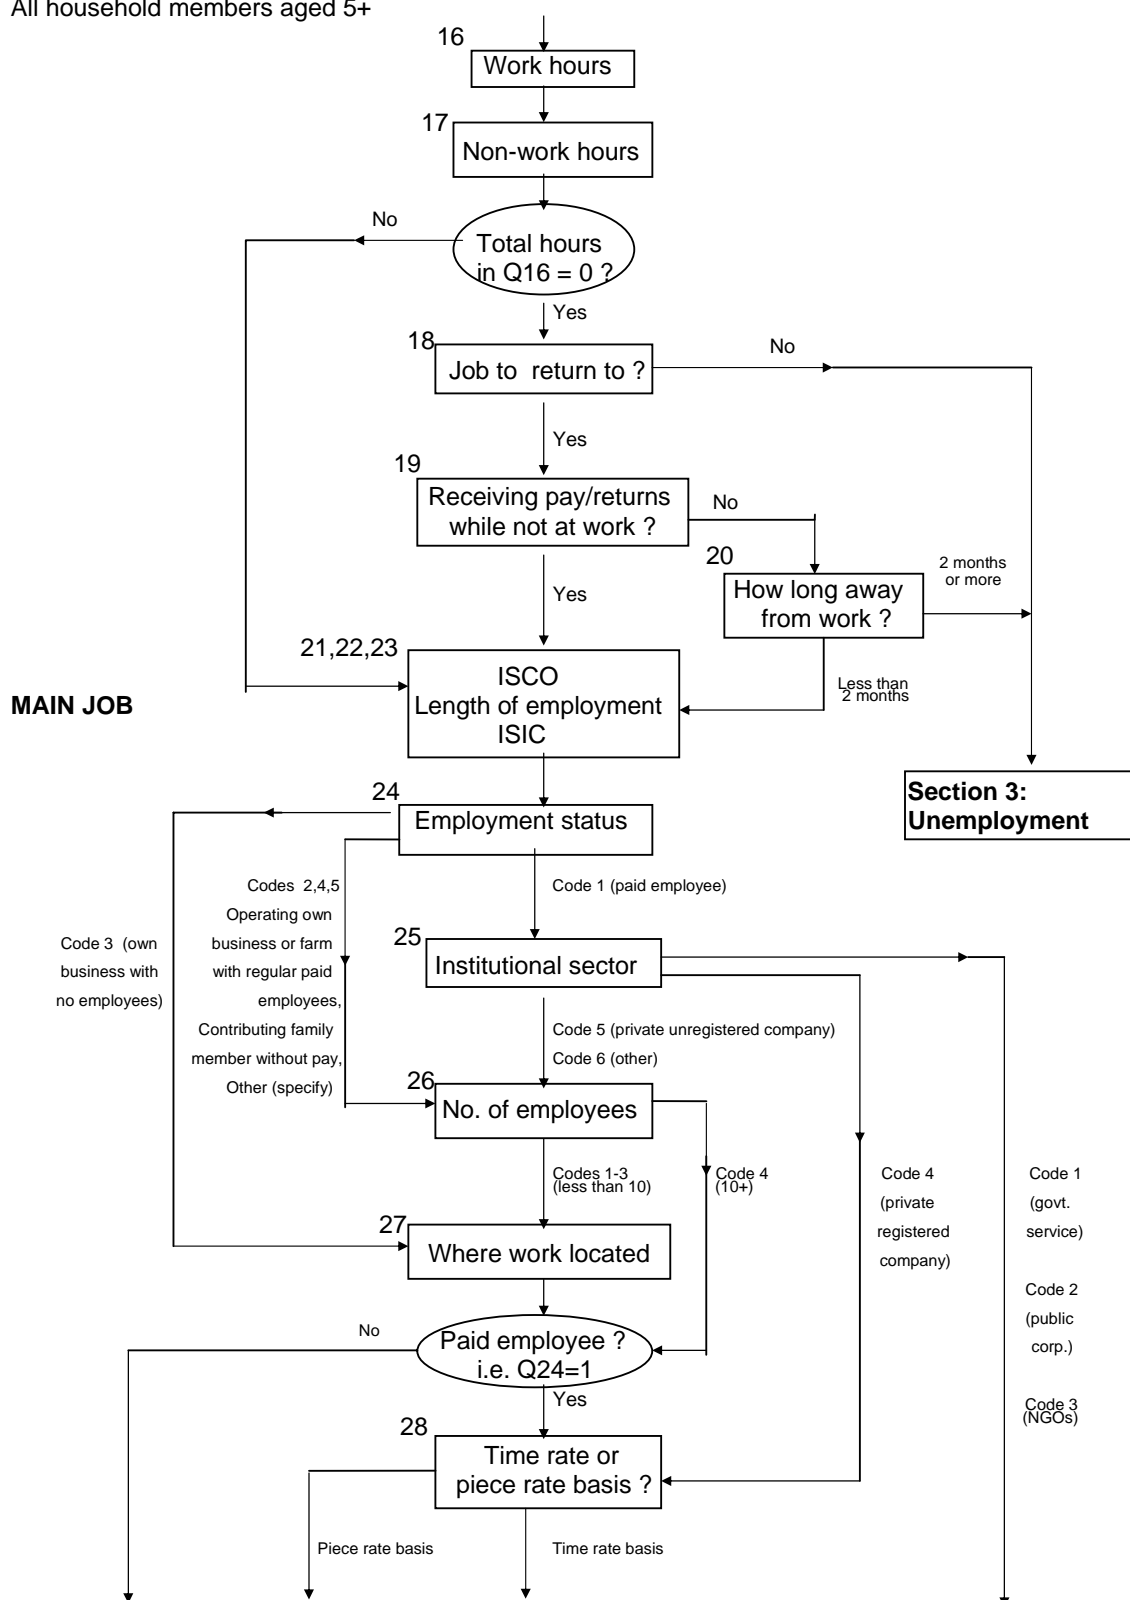 All household members aged 5+
16
Work hours
17
Non-work hours
No
Total hours
in Q16 = 0 ?
Yes
18
Job to return to ?
No
Yes
19
Receiving pay/returns
while not at work ?
No
20
How long away
from work ?
2 months
or more
Yes
Less than
2 months
21,22,23
ISCO
Length of employment
ISIC
MAIN JOB
Section 3:
Unemployment
24
Employment status
Code 3 (own
business with
no employees)
Codes 2,4,5
Operating own
business or farm
with regular paid
employees,
Contributing family
member without pay,
Other (specify)
Code 1 (paid employee)
25
Institutional sector
Code 5 (private unregistered company)
Code 6 (other)
26
No. of employees
Codes 1-3
(less than 10)
Code 4
(10+)
Code 4
(private
registered
company)
Code 1
(govt.
service)
Code 2
(public
corp.)
Code 3
(NGOs)
27
Where work located
No
Paid employee ?
i.e. Q24=1
Yes
28
Time rate or
piece rate basis ?
Piece rate basis
Time rate basis